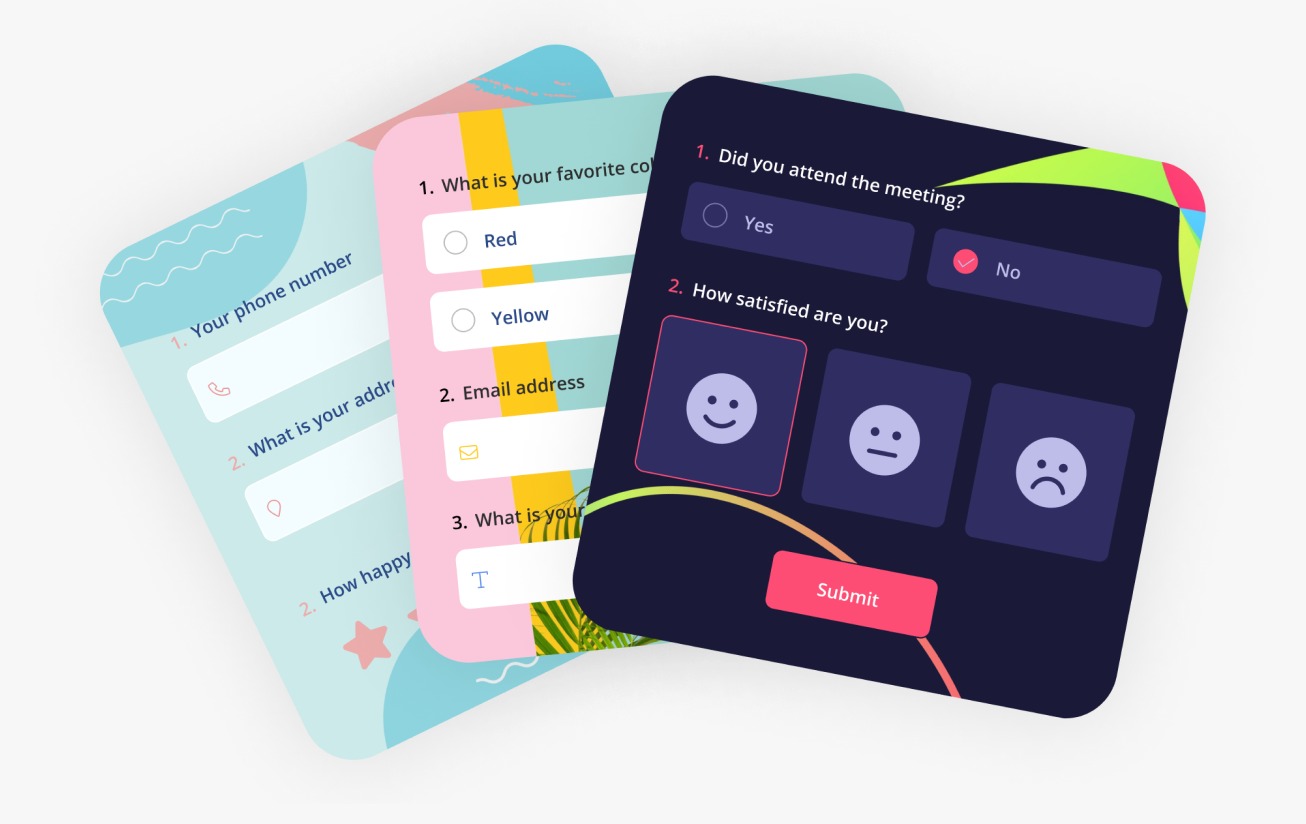 1. Your phone number
2. What is your
2. How happy
1. What is your favorite
Red
Yellow
2. Email address
3. What is your
T
1. Did you attend the meeting?
Yes
No
2. How satisfied are you?
Submit